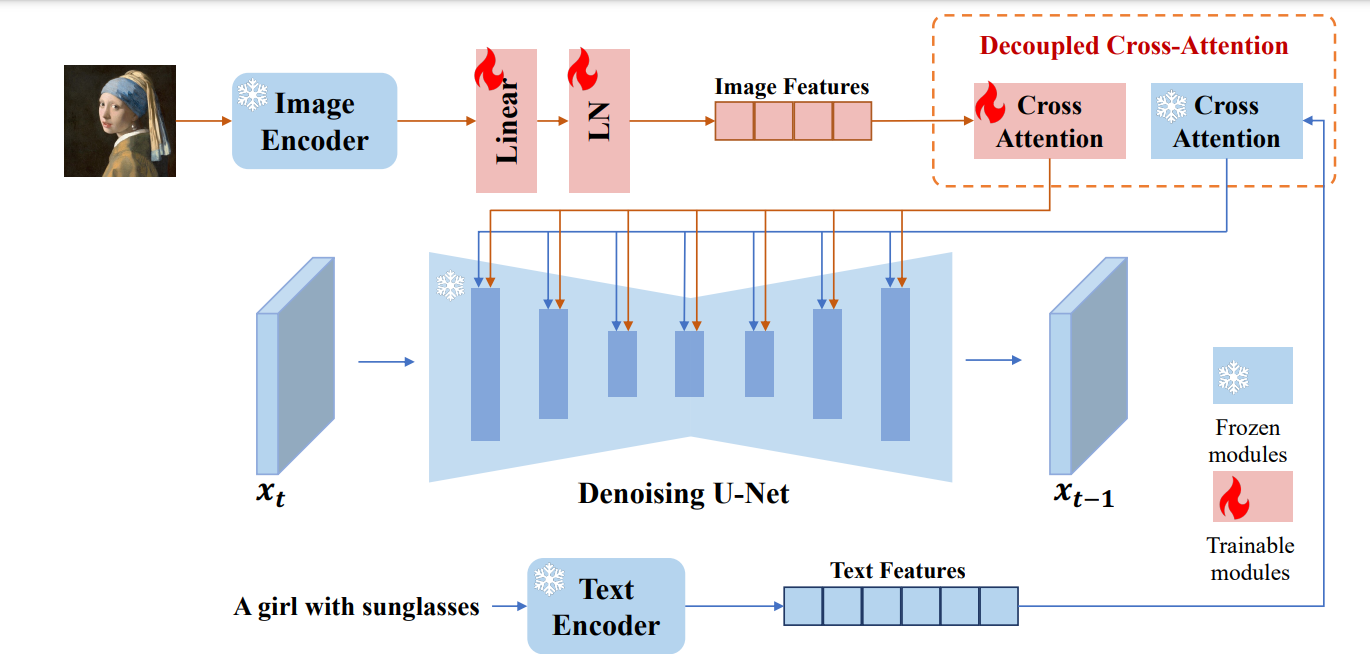 Decoupled Cross-Attention
Image
Encoder
Linear
LN
Image Features
Cross
Attention
Cross
Attention
x_t
Denoising U-Net
x_{t−1}
Frozen
modules
Trainable
modules
A girl with sunglasses
Text
Encoder
Text Features